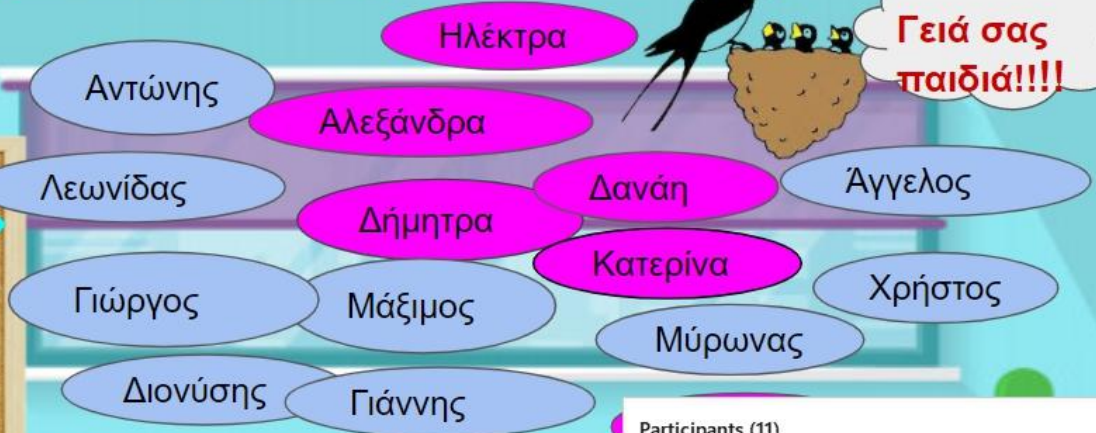 Ηλέκτρα
Γειά σας
παιδιά!!!!
Αντώνης
Αλεξάνδρα
Λεωνίδας
Δανάη
Άγγελος
Δήμητρα
Κατερίνα
Χρήστος
Γιώργος
Μάξιμος
Μύρωνας
Διονύσης
Γιάννης
Participants (11)